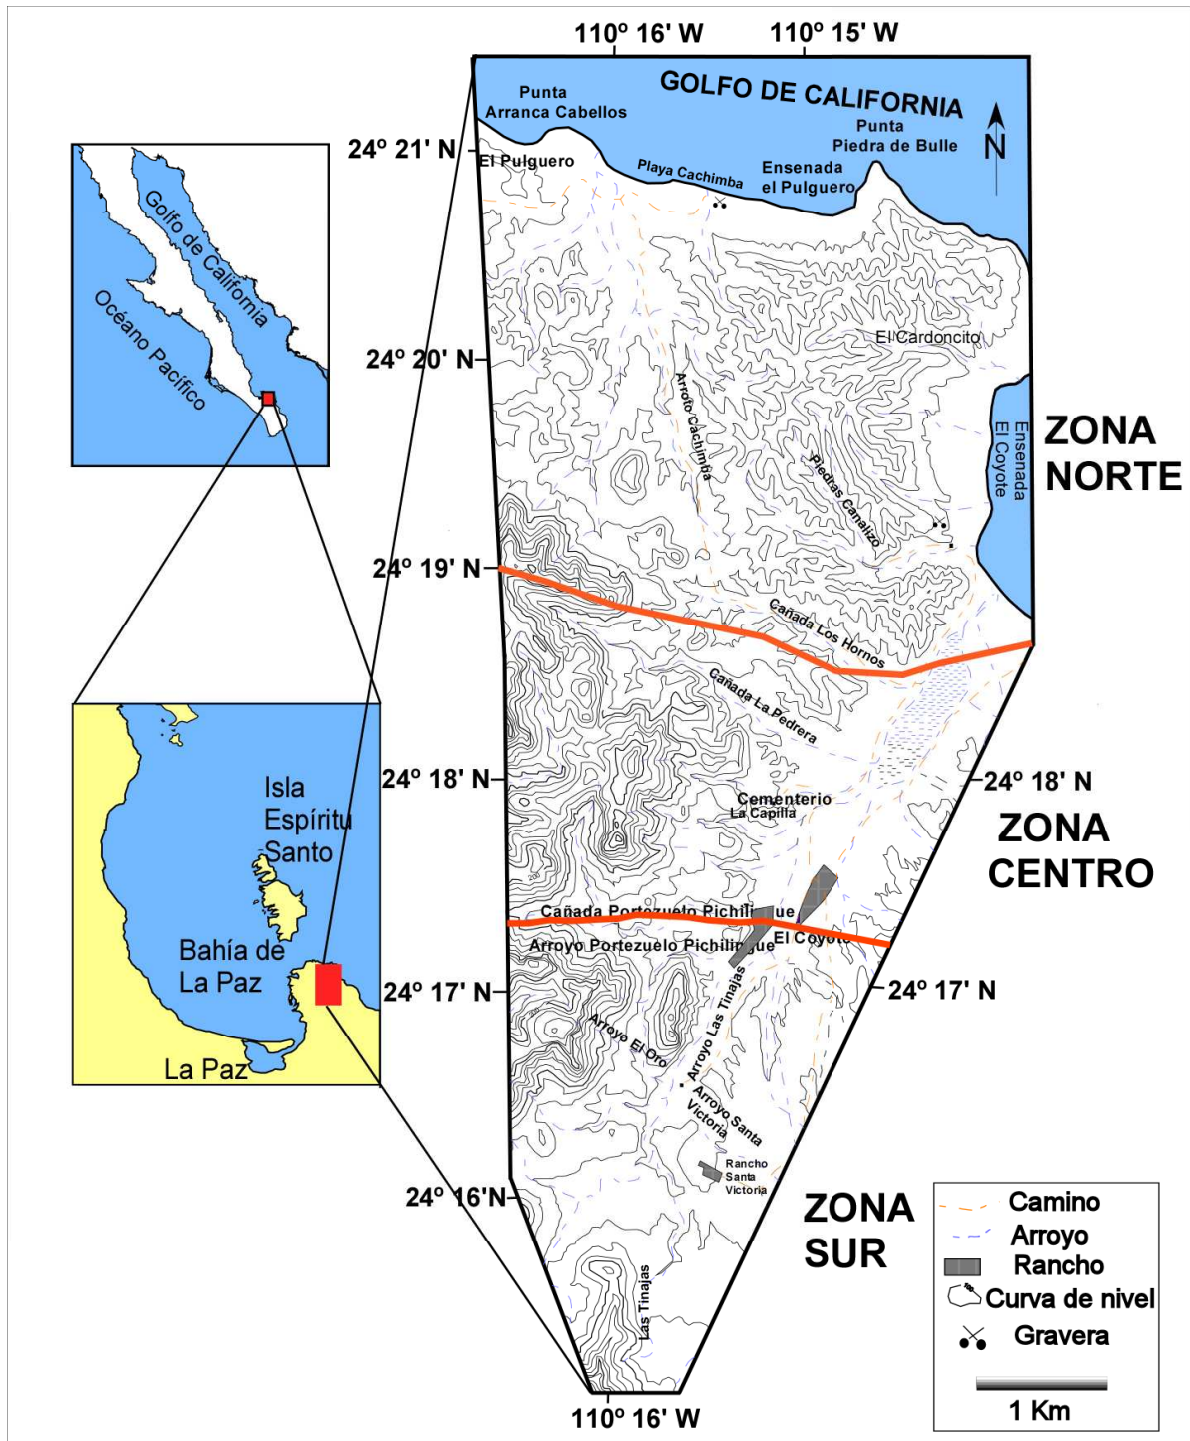 110º 16' W
110º 15' W
GOLFO DE CALIFORNIA
Punta
Arranca Cabellos
Punta
Piedra de Bulle
N
24º 21' N
El Pulguero
Playa Cachimba
Ensenada
el Pulguero
Golfo de California
Océano Pacífico
El Cardoncito
24º 20' N
Arroyo Cachimba
Ensenada
El Coyote
ZONA
NORTE
Piedras Canalizo
24º 19' N
Cañada Los Hornos
Cañada La Pedrera
24º 18' N
24º 18' N
Cementerio
La Capilla
ZONA
CENTRO
Isla
Espíritu
Santo
Cañada Portezuelo Pichilingue
Arroyo Portezuelo Pichilingue
El Coyote
Bahía de
La Paz
24º 17' N
24º 17' N
Arroyo El Oro
Arroyo Las Tinajas
La Paz
Arroyo Santa
Victoria
Rancho
Santa
Victoria
24º 16'N
ZONA
SUR
Las Tinajas
Camino
Arroyo
Rancho
Curva de nivel
Gravera
1 Km
110º 16' W